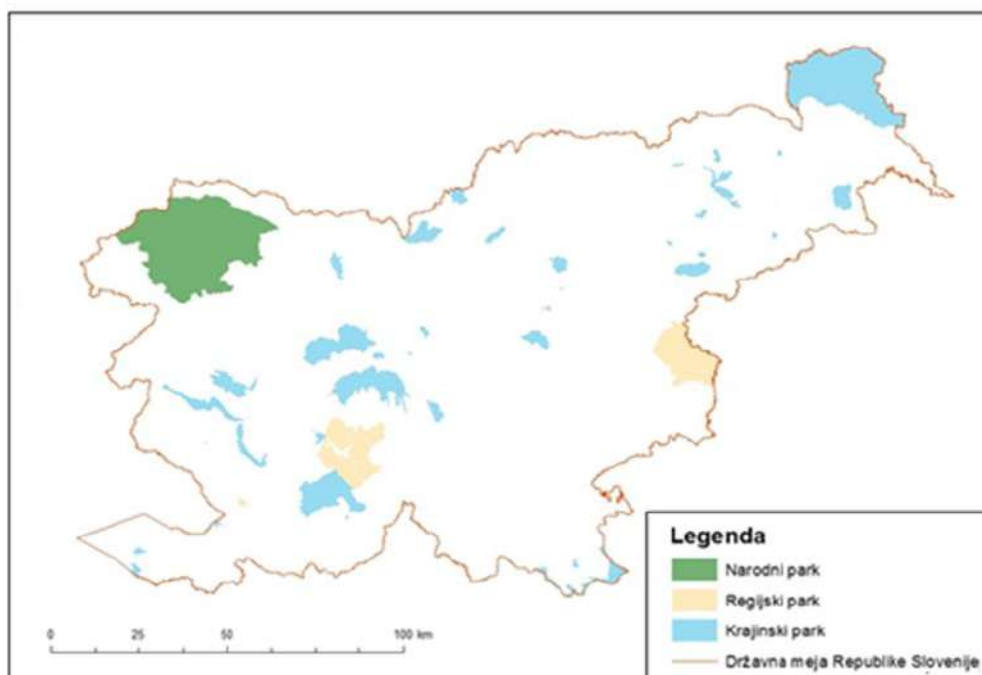 Legenda
Narodni park
Regijski park
Krajinski park
Državna meja Republike Slovenije
0 25 50 100 km